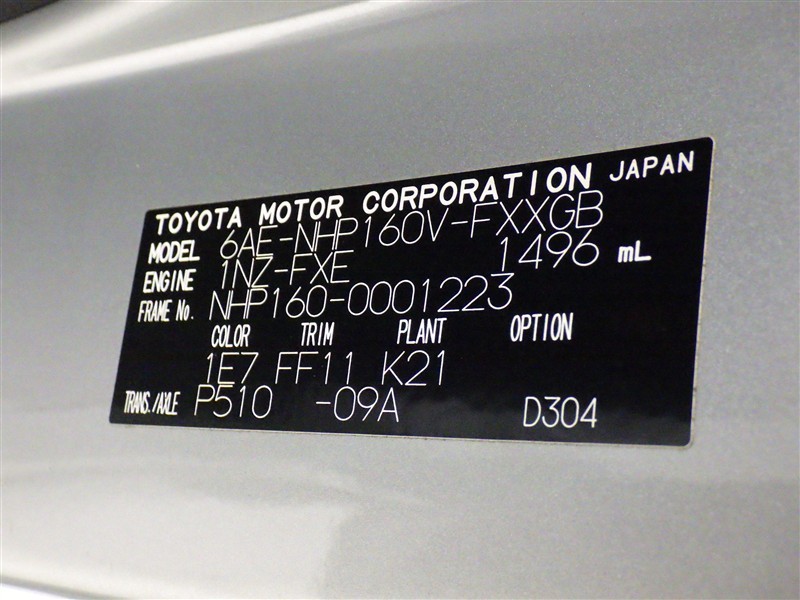 TOYOTA MOTOR CORPORATION JAPAN
MODEL 6AE-NHP160V-FXXGB
ENGINE 1NZ-FXE 1496 mL
FRAME No. NHP160-0001223
COLOR TRIM PLANT OPTION
1E7 FF11 K21
TRANS./AXLE P510 -09A D304